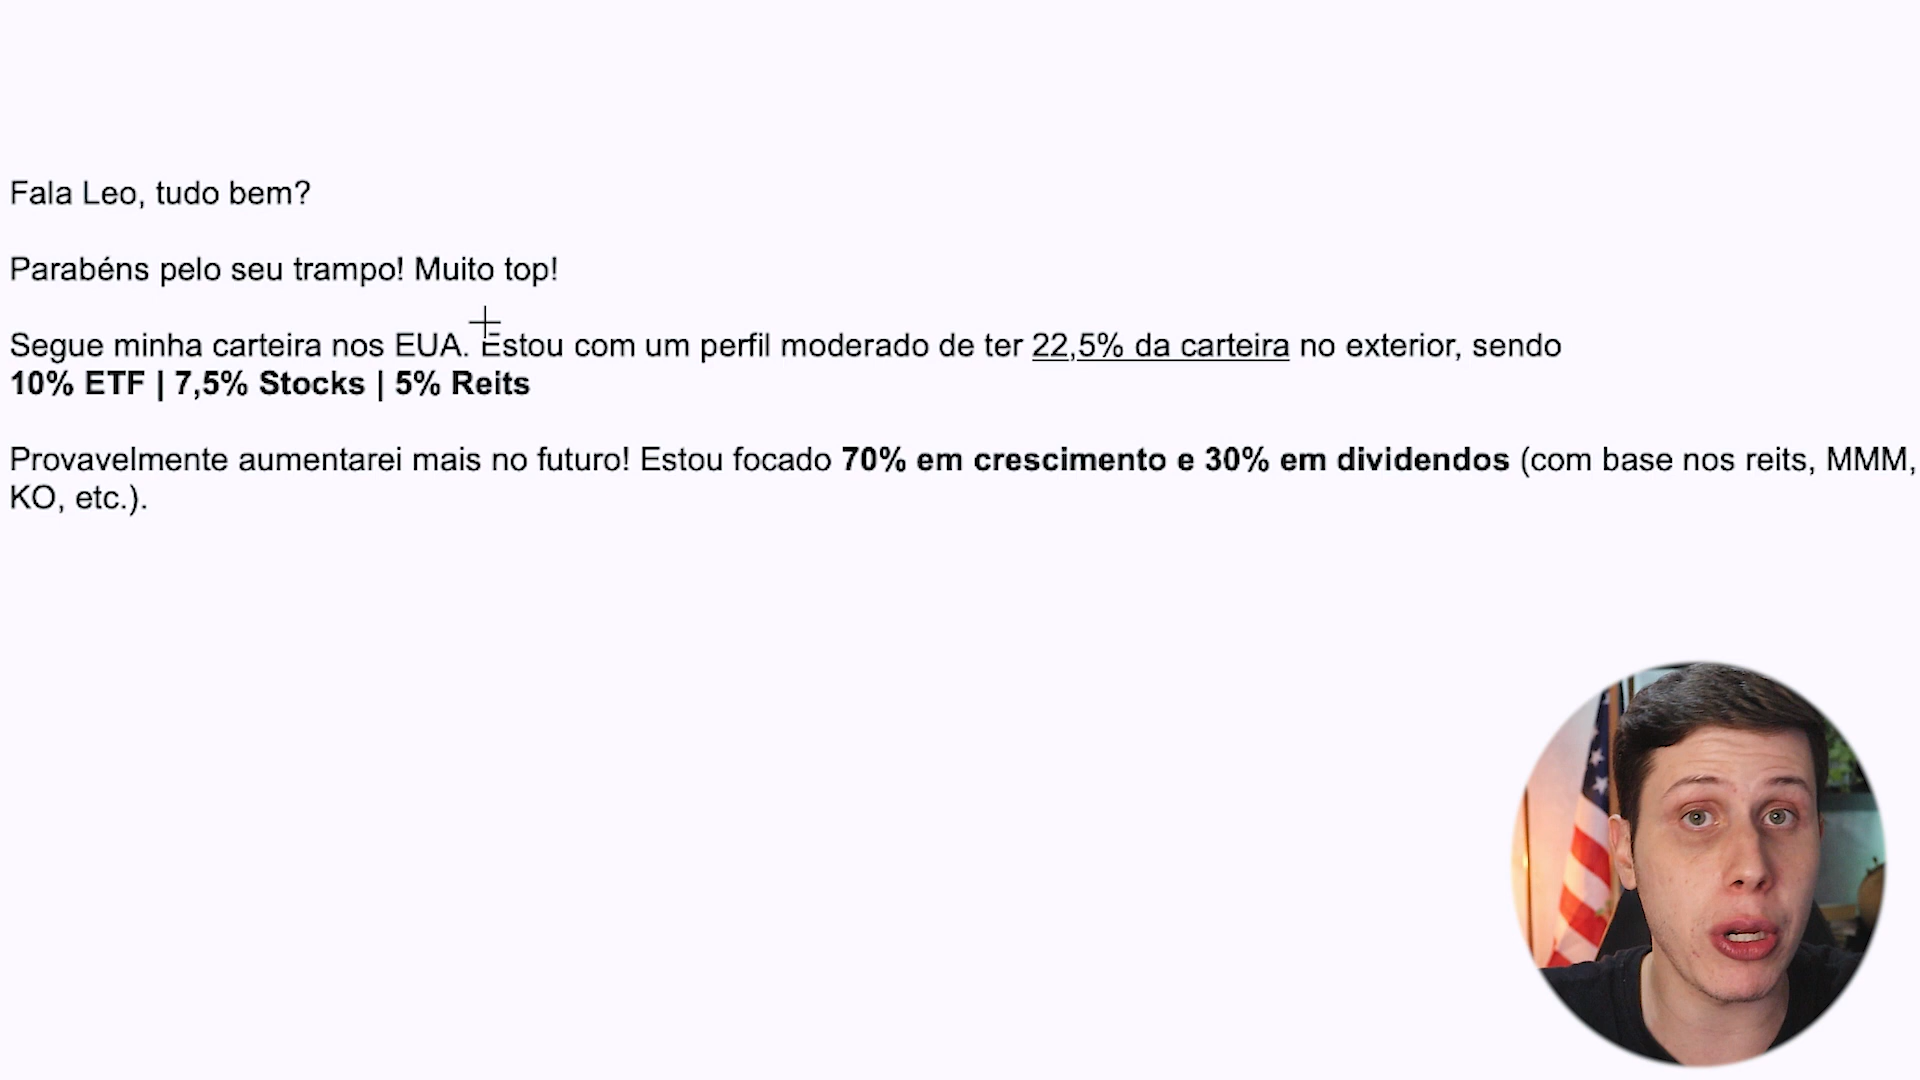 Fala Leo, tudo bem?
Parabéns pelo seu trampo! Muito top!
Segue minha carteira nos EUA. Estou com um perfil moderado de ter 22,5% da carteira no exterior, sendo
10% ETF | 7,5% Stocks | 5% Reits
Provavelmente aumentarei mais no futuro! Estou focado 70% em crescimento e 30% em dividendos (com base nos reits, MMM,
KO, etc.).